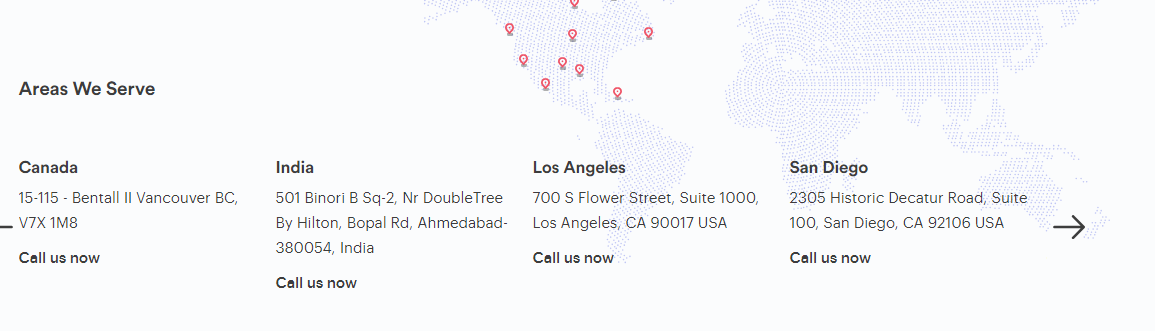 Areas We Serve
Canada
15-115 - Bentall II Vancouver BC,
V7X 1M8
Call us now
India
501 Binori B Sq-2, Nr DoubleTree
By Hilton, Bopal Rd, Ahmedabad-
380054, India
Call us now
Los Angeles
700 S Flower Street, Suite 1000,
Los Angeles, CA 90017 USA
Call us now
San Diego
2305 Historic Decatur Road, Suite
100, San Diego, CA 92106 USA
Call us now